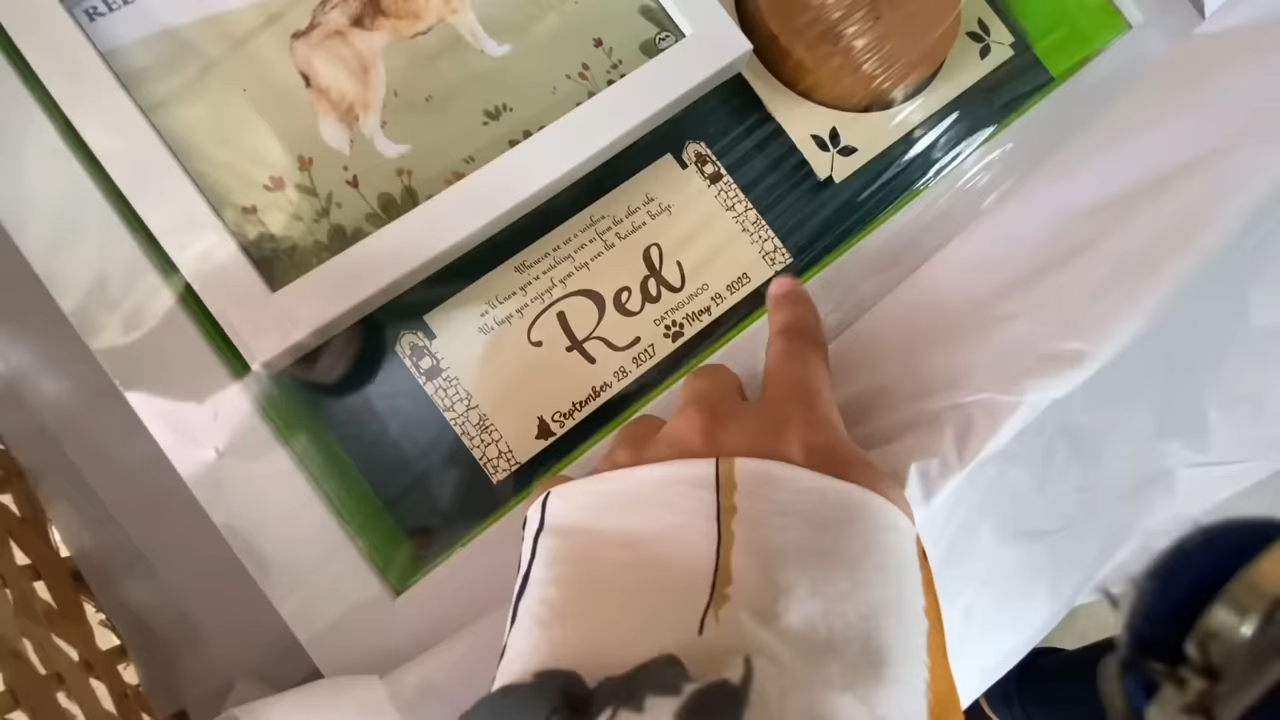 RED
Whenever we see a rainbow,
we'll know you're watching over us from the other side.
We hope you enjoyed your trip over the Rainbow Bridge.
Red
DATINGUINOO
September 28, 2017 May 19, 2023